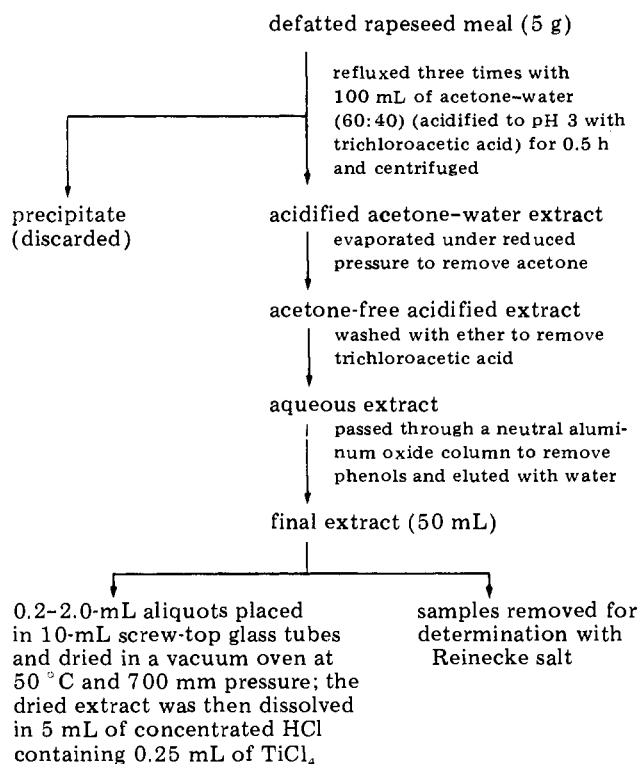 defatted rapeseed meal (5 g)
refluxed three times with
100 mL of acetone–water
(60:40) (acidified to pH 3 with
trichloroacetic acid) for 0.5 h
and centrifuged
precipitate
(discarded)
acidified acetone–water extract
evaporated under reduced
pressure to remove acetone
acetone-free acidified extract
washed with ether to remove
trichloroacetic acid
aqueous extract
passed through a neutral alumi-
num oxide column to remove
phenols and eluted with water
final extract (50 mL)
0.2–2.0-mL aliquots placed
in 10-mL screw-top glass tubes
and dried in a vacuum oven at
50 °C and 700 mm pressure; the
dried extract was then dissolved
in 5 mL of concentrated HCl
containing 0.25 mL of TiCl₄
samples removed for
determination with
Reinecke salt